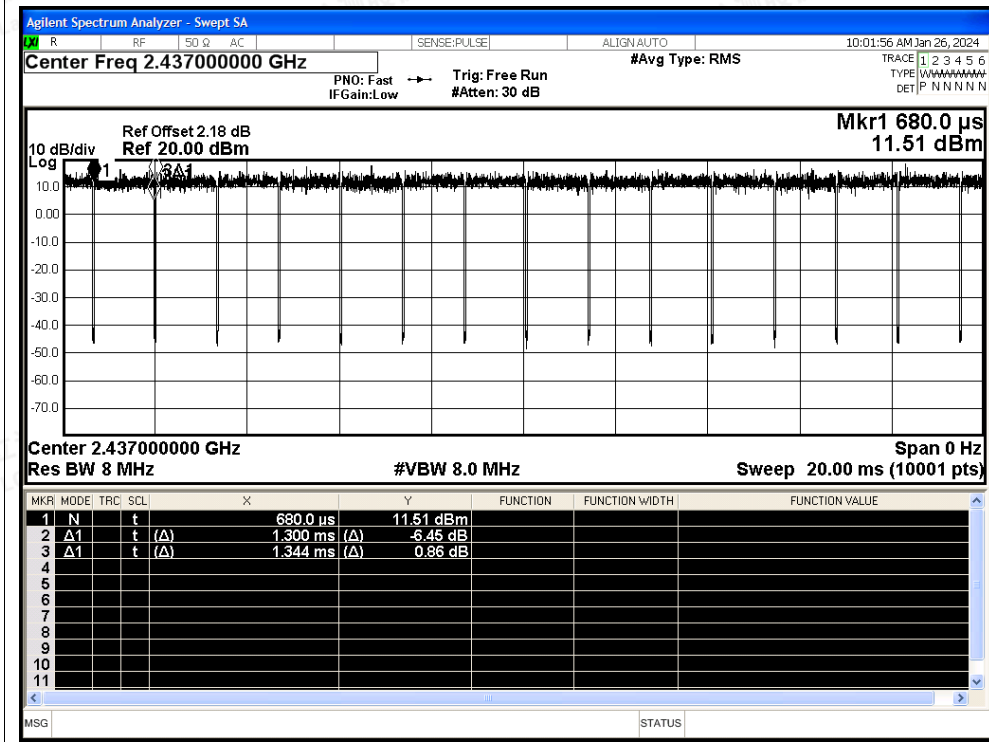 Agilent Spectrum Analyzer - Swept SA
LXI R RF 50 Ω AC SENSE:PULSE ALIGN AUTO 10:01:56 AM Jan 26, 2024
Center Freq 2.437000000 GHz #Avg Type: RMS TRACE 1 2 3 4 5 6
PNO: Fast Trig: Free Run TYPE
IFGain:Low #Atten: 30 dB DET P N N N N N
Mkr1 680.0 µs
11.51 dBm
Ref Offset 2.18 dB
10 dB/div Ref 20.00 dBm
Log
1 3Δ1
10.0
0.00
-10.0
-20.0
-30.0
-40.0
-50.0
-60.0
-70.0
Center 2.437000000 GHz Span 0 Hz
Res BW 8 MHz #VBW 8.0 MHz Sweep 20.00 ms (10001 pts)
MKR MODE TRC SCL X Y FUNCTION FUNCTION WIDTH FUNCTION VALUE
1 N t 680.0 µs 11.51 dBm
2 Δ1 t (Δ) 1.300 ms (Δ) -6.45 dB
3 Δ1 t (Δ) 1.344 ms (Δ) 0.86 dB
4
5
6
7
8
9
10
11
MSG STATUS